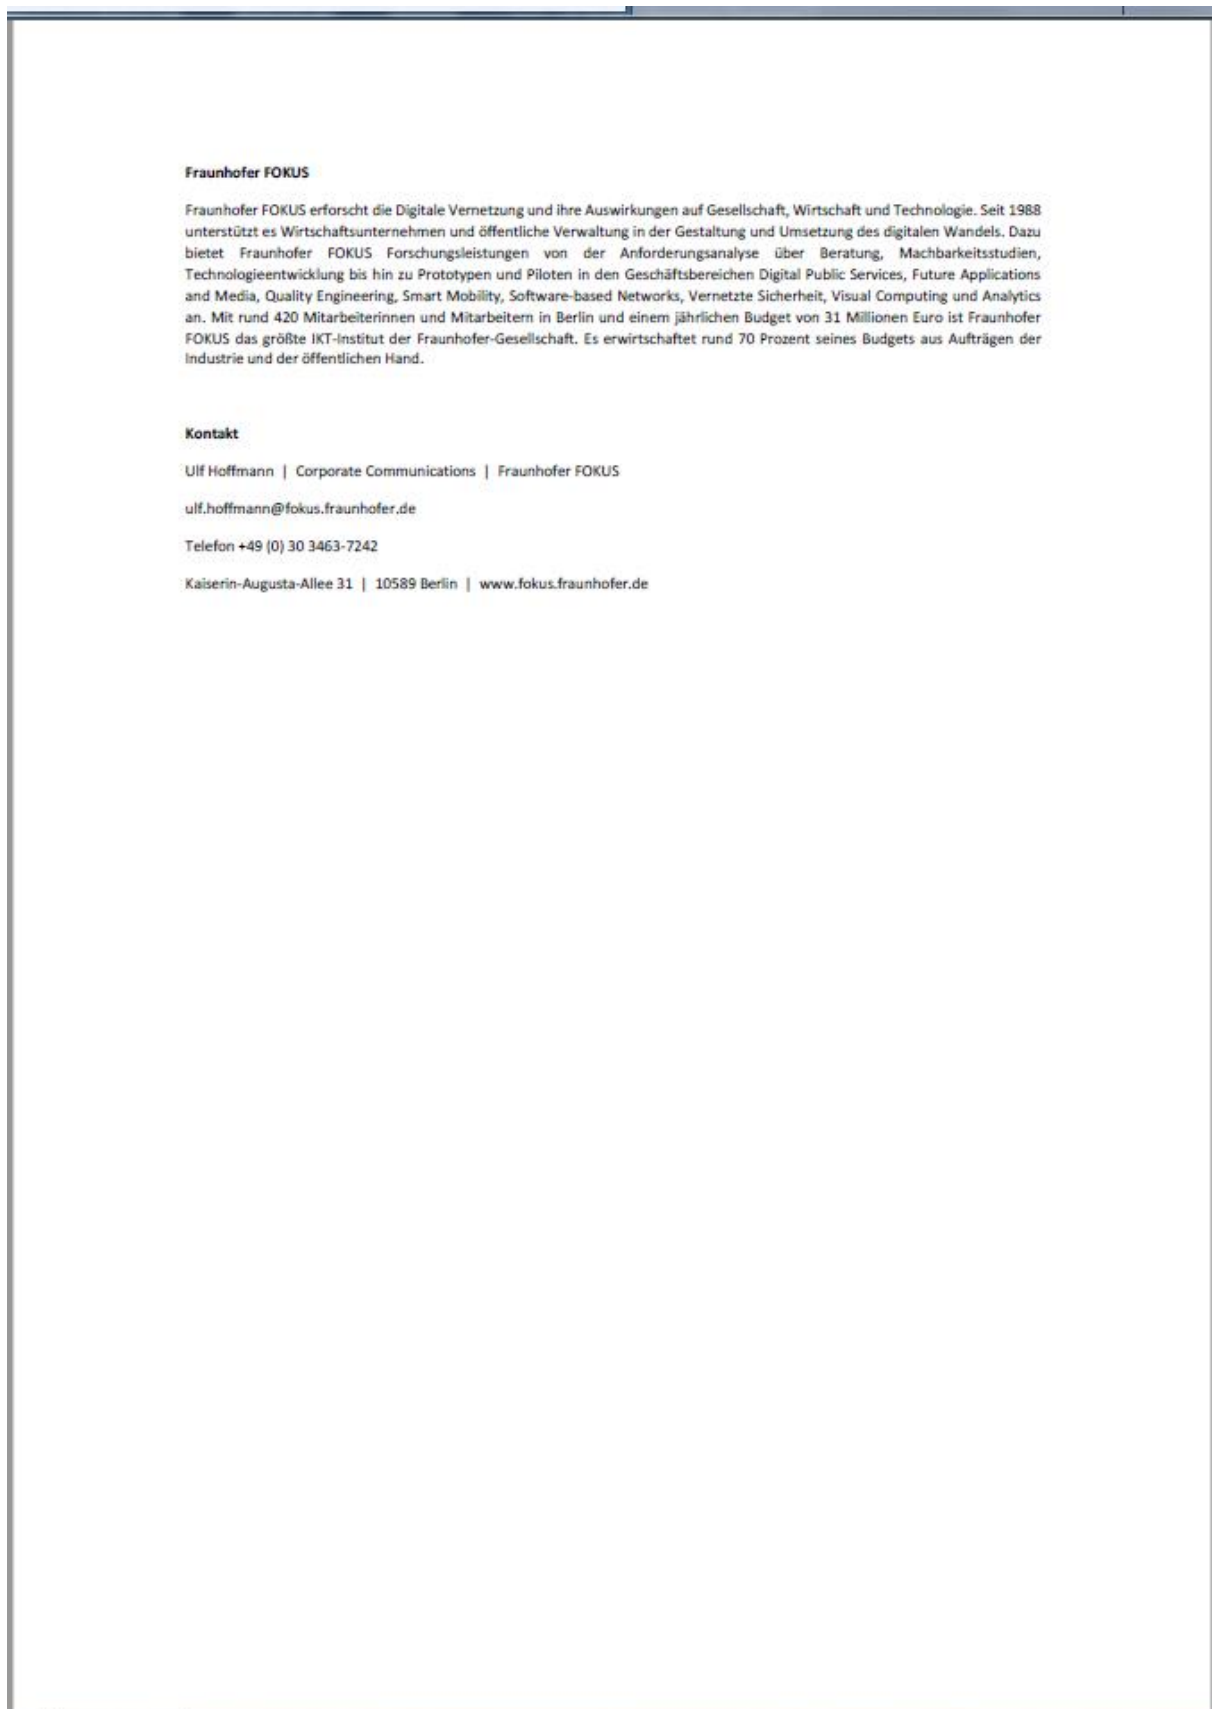 Fraunhofer FOKUS
Fraunhofer FOKUS erforscht die Digitale Vernetzung und ihre Auswirkungen auf Gesellschaft, Wirtschaft und Technologie. Seit 1988
unterstützt es Wirtschaftsunternehmen und öffentliche Verwaltung in der Gestaltung und Umsetzung des digitalen Wandels. Dazu
bietet Fraunhofer FOKUS Forschungsleistungen von der Anforderungsanalyse über Beratung, Machbarkeitsstudien,
Technologieentwicklung bis hin zu Prototypen und Piloten in den Geschäftsbereichen Digital Public Services, Future Applications
and Media, Quality Engineering, Smart Mobility, Software-based Networks, Vernetzte Sicherheit, Visual Computing und Analytics
an. Mit rund 420 Mitarbeiterinnen und Mitarbeitern in Berlin und einem jährlichen Budget von 31 Millionen Euro ist Fraunhofer
FOKUS das größte IKT-Institut der Fraunhofer-Gesellschaft. Es erwirtschaftet rund 70 Prozent seines Budgets aus Aufträgen der
Industrie und der öffentlichen Hand.
Kontakt
Ulf Hoffmann | Corporate Communications | Fraunhofer FOKUS
ulf.hoffmann@fokus.fraunhofer.de
Telefon +49 (0) 30 3463-7242
Kaiserin-Augusta-Allee 31 | 10589 Berlin | www.fokus.fraunhofer.de